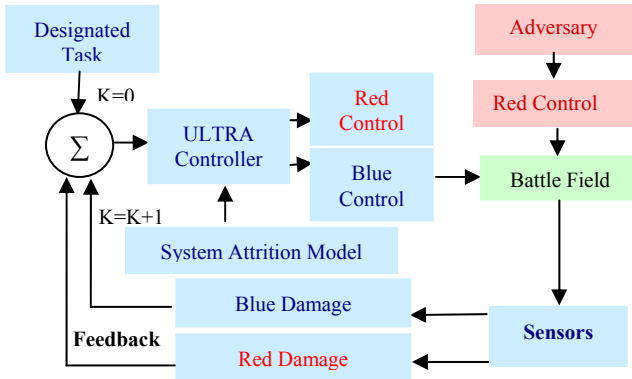 Designated
Task
Adversary
K=0
Red
Control
Red Control
Σ
ULTRA
Controller
Blue
Control
Battle Field
K=K+1
System Attrition Model
Blue Damage
Sensors
Feedback
Red Damage